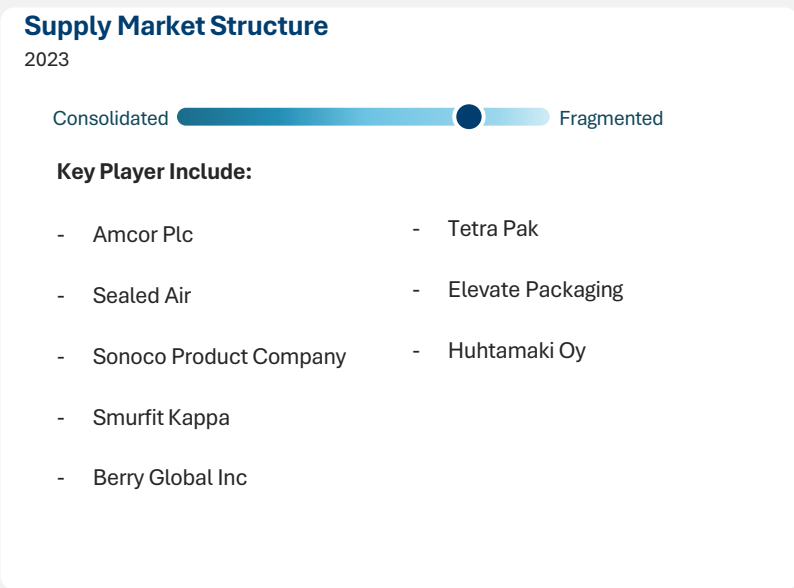 Supply Market Structure
2023
Consolidated Fragmented
Key Player Include:
- Amcor Plc
- Sealed Air
- Sonoco Product Company
- Smurfit Kappa
- Berry Global Inc
- Tetra Pak
- Elevate Packaging
- Huhtamaki Oy